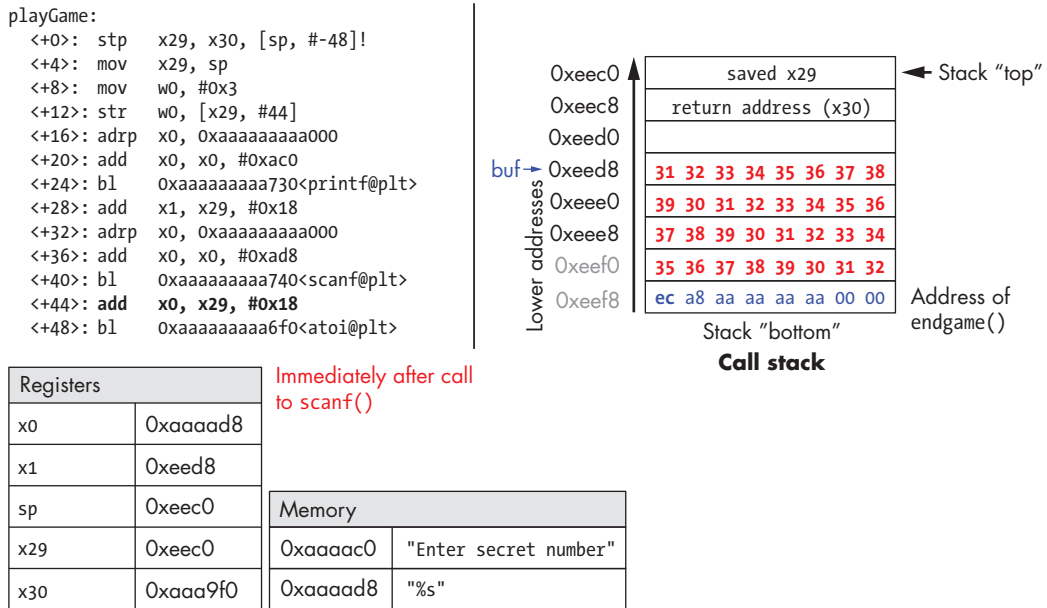 playGame:
<+0>: stp x29, x30, [sp, #-48]!
<+4>: mov x29, sp
<+8>: mov w0, #0x3
<+12>: str w0, [x29, #44]
<+16>: adrp x0, 0xaaaaaaaaa000
<+20>: add x0, x0, #0xac0
<+24>: bl 0xaaaaaaaaa730<printf@plt>
<+28>: add x1, x29, #0x18
<+32>: adrp x0, 0xaaaaaaaaa000
<+36>: add x0, x0, #0xad8
<+40>: bl 0xaaaaaaaaa740<scanf@plt>
<+44>: add x0, x29, #0x18
<+48>: bl 0xaaaaaaaaa6f0<atoi@plt>
Lower addresses
0xeec0 saved x29 Stack “top”
0xeec8 return address (x30)
0xeed0
buf 0xeed8 31 32 33 34 35 36 37 38
0xeee0 39 30 31 32 33 34 35 36
0xeee8 37 38 39 30 31 32 33 34
0xeef0 35 36 37 38 39 30 31 32
0xeef8 ec a8 aa aa aa aa 00 00 Address of
endgame()
Stack “bottom”
Call stack
Immediately after call
to scanf()
Registers
x0 0xaaaad8
x1 0xeed8
sp 0xeec0
x29 0xeec0
x30 0xaaa9f0
Memory
0xaaaac0 "Enter secret number"
0xaaaad8 "%s"